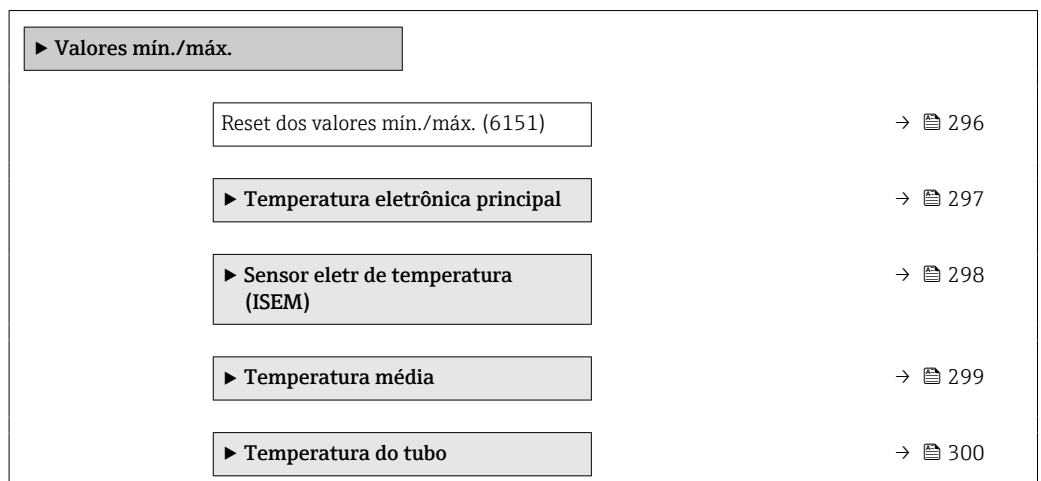 ▶ Valores mín./máx.
Reset dos valores mín./máx. (6151) → 296
▶ Temperatura eletrônica principal → 297
▶ Sensor eletr de temperatura → 298
(ISEM)
▶ Temperatura média → 299
▶ Temperatura do tubo → 300